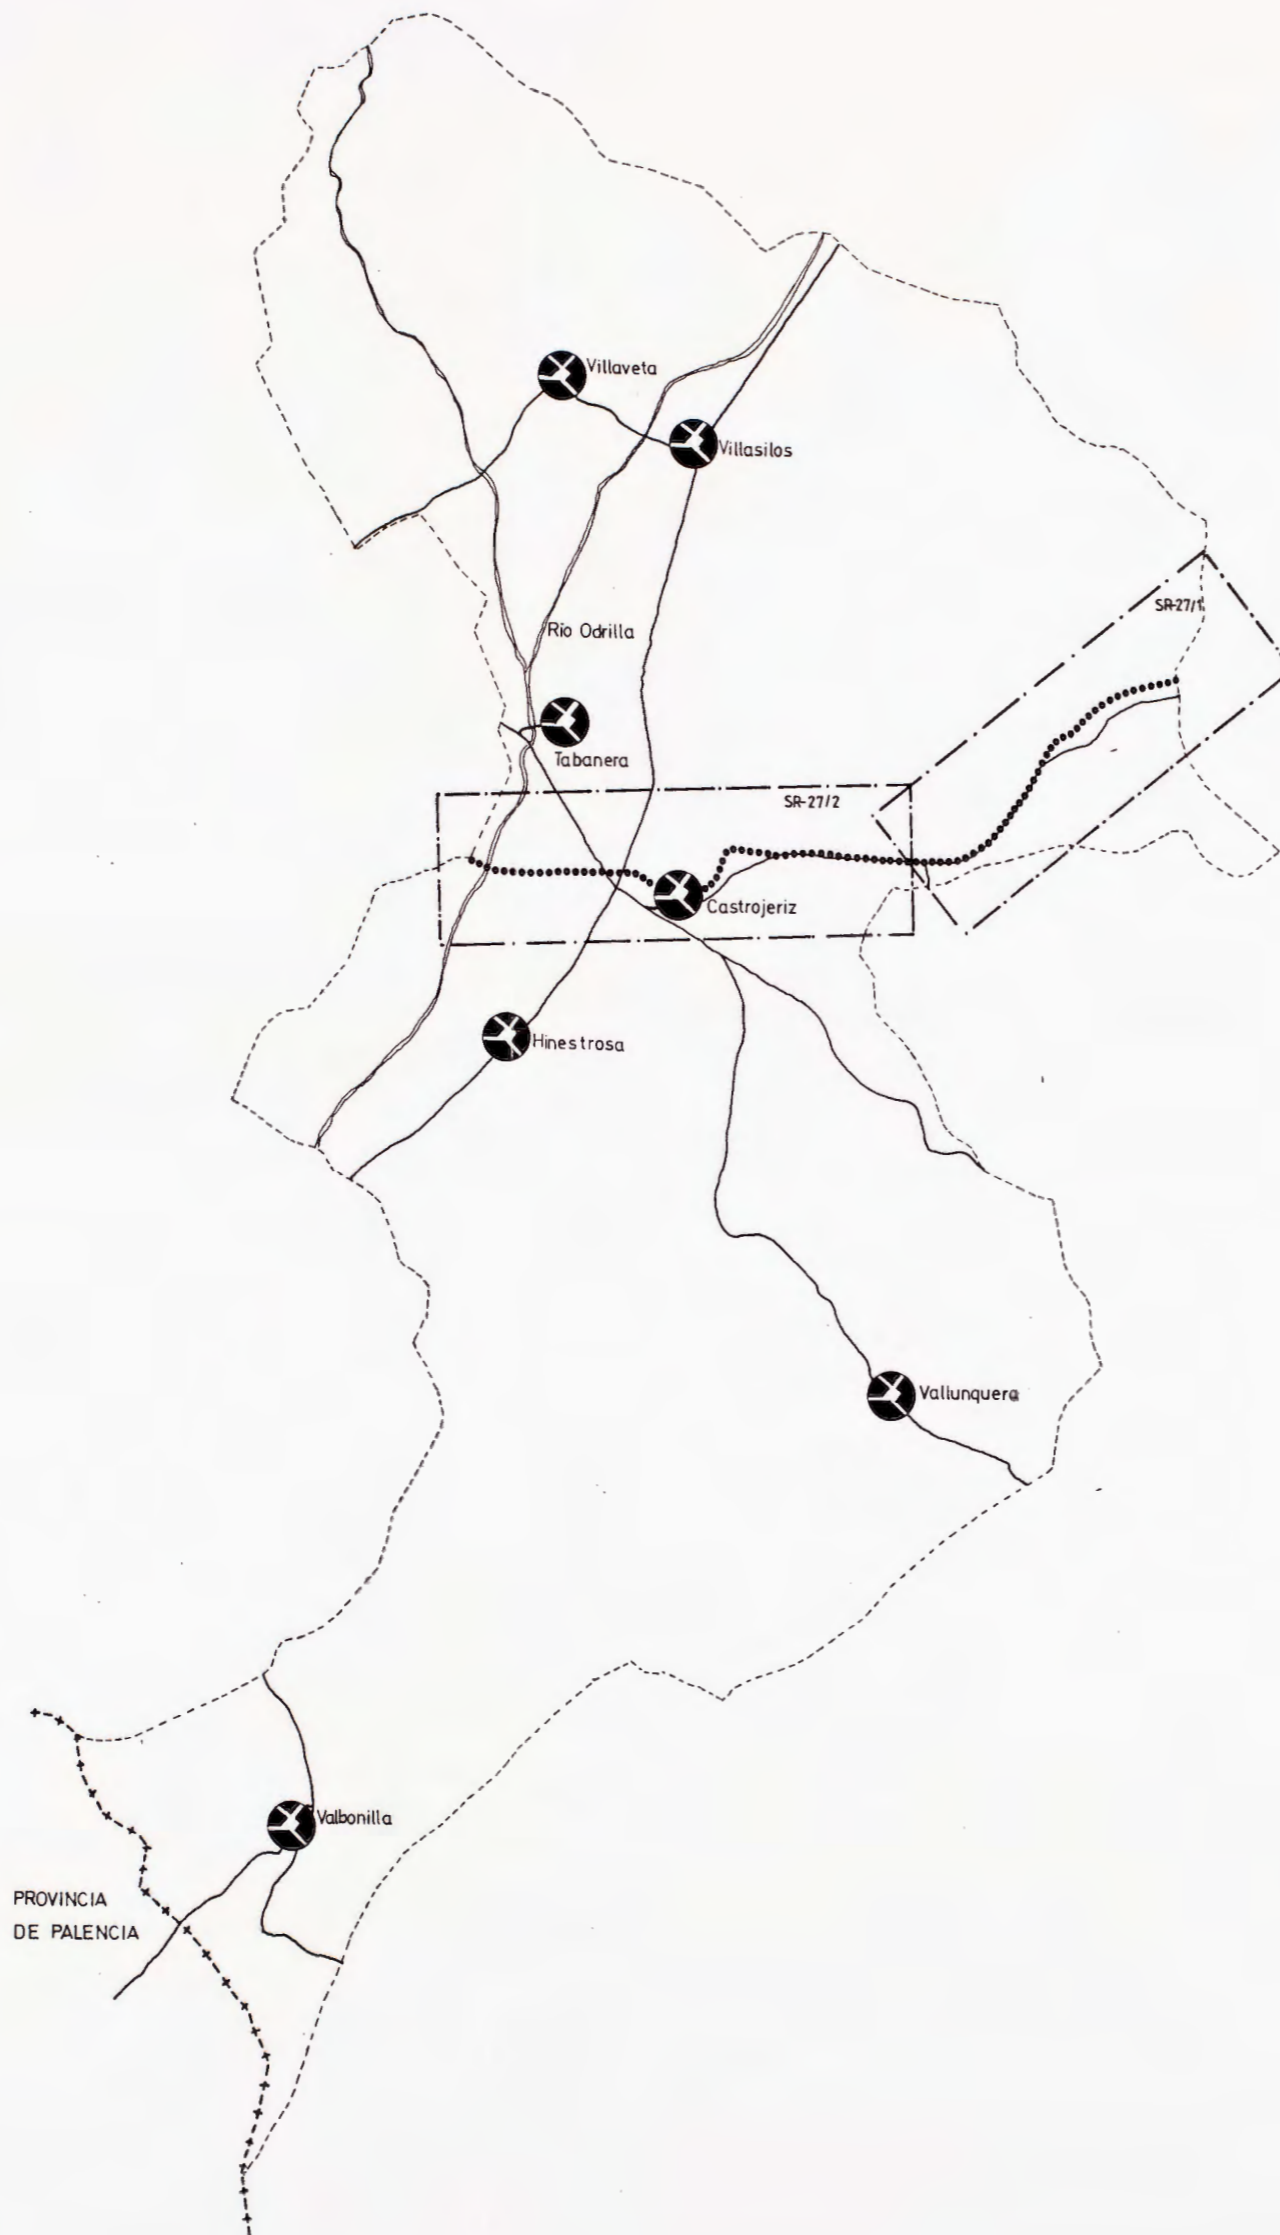 Villaveta
Villasilos
SR-27/1
Río Odrilla
Tabanera
SR-27/2
Castrojeriz
Hinestrosa
Vallunquera
Valbonilla
PROVINCIA
DE PALENCIA